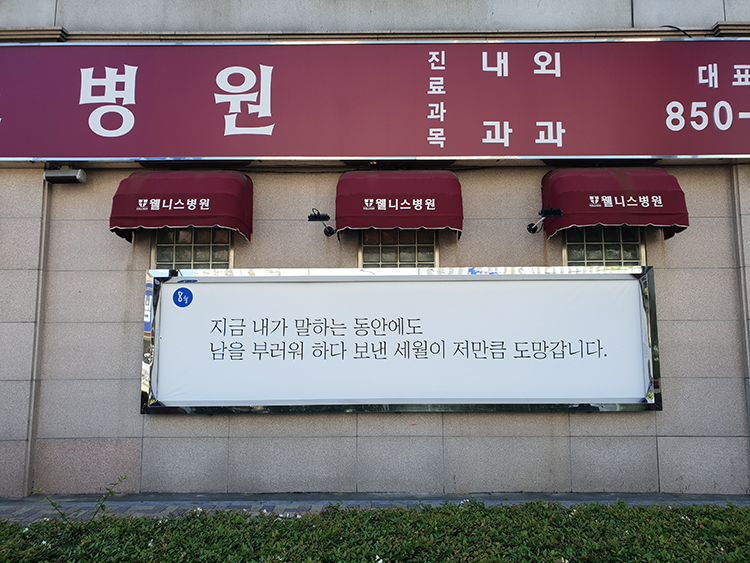 병원
진료과목
내 외
과 과
대표
850-
웰니스병원
웰니스병원
웰니스병원
8월
지금 내가 말하는 동안에도
남을 부러워 하다 보낸 세월이 저만큼 도망갑니다.